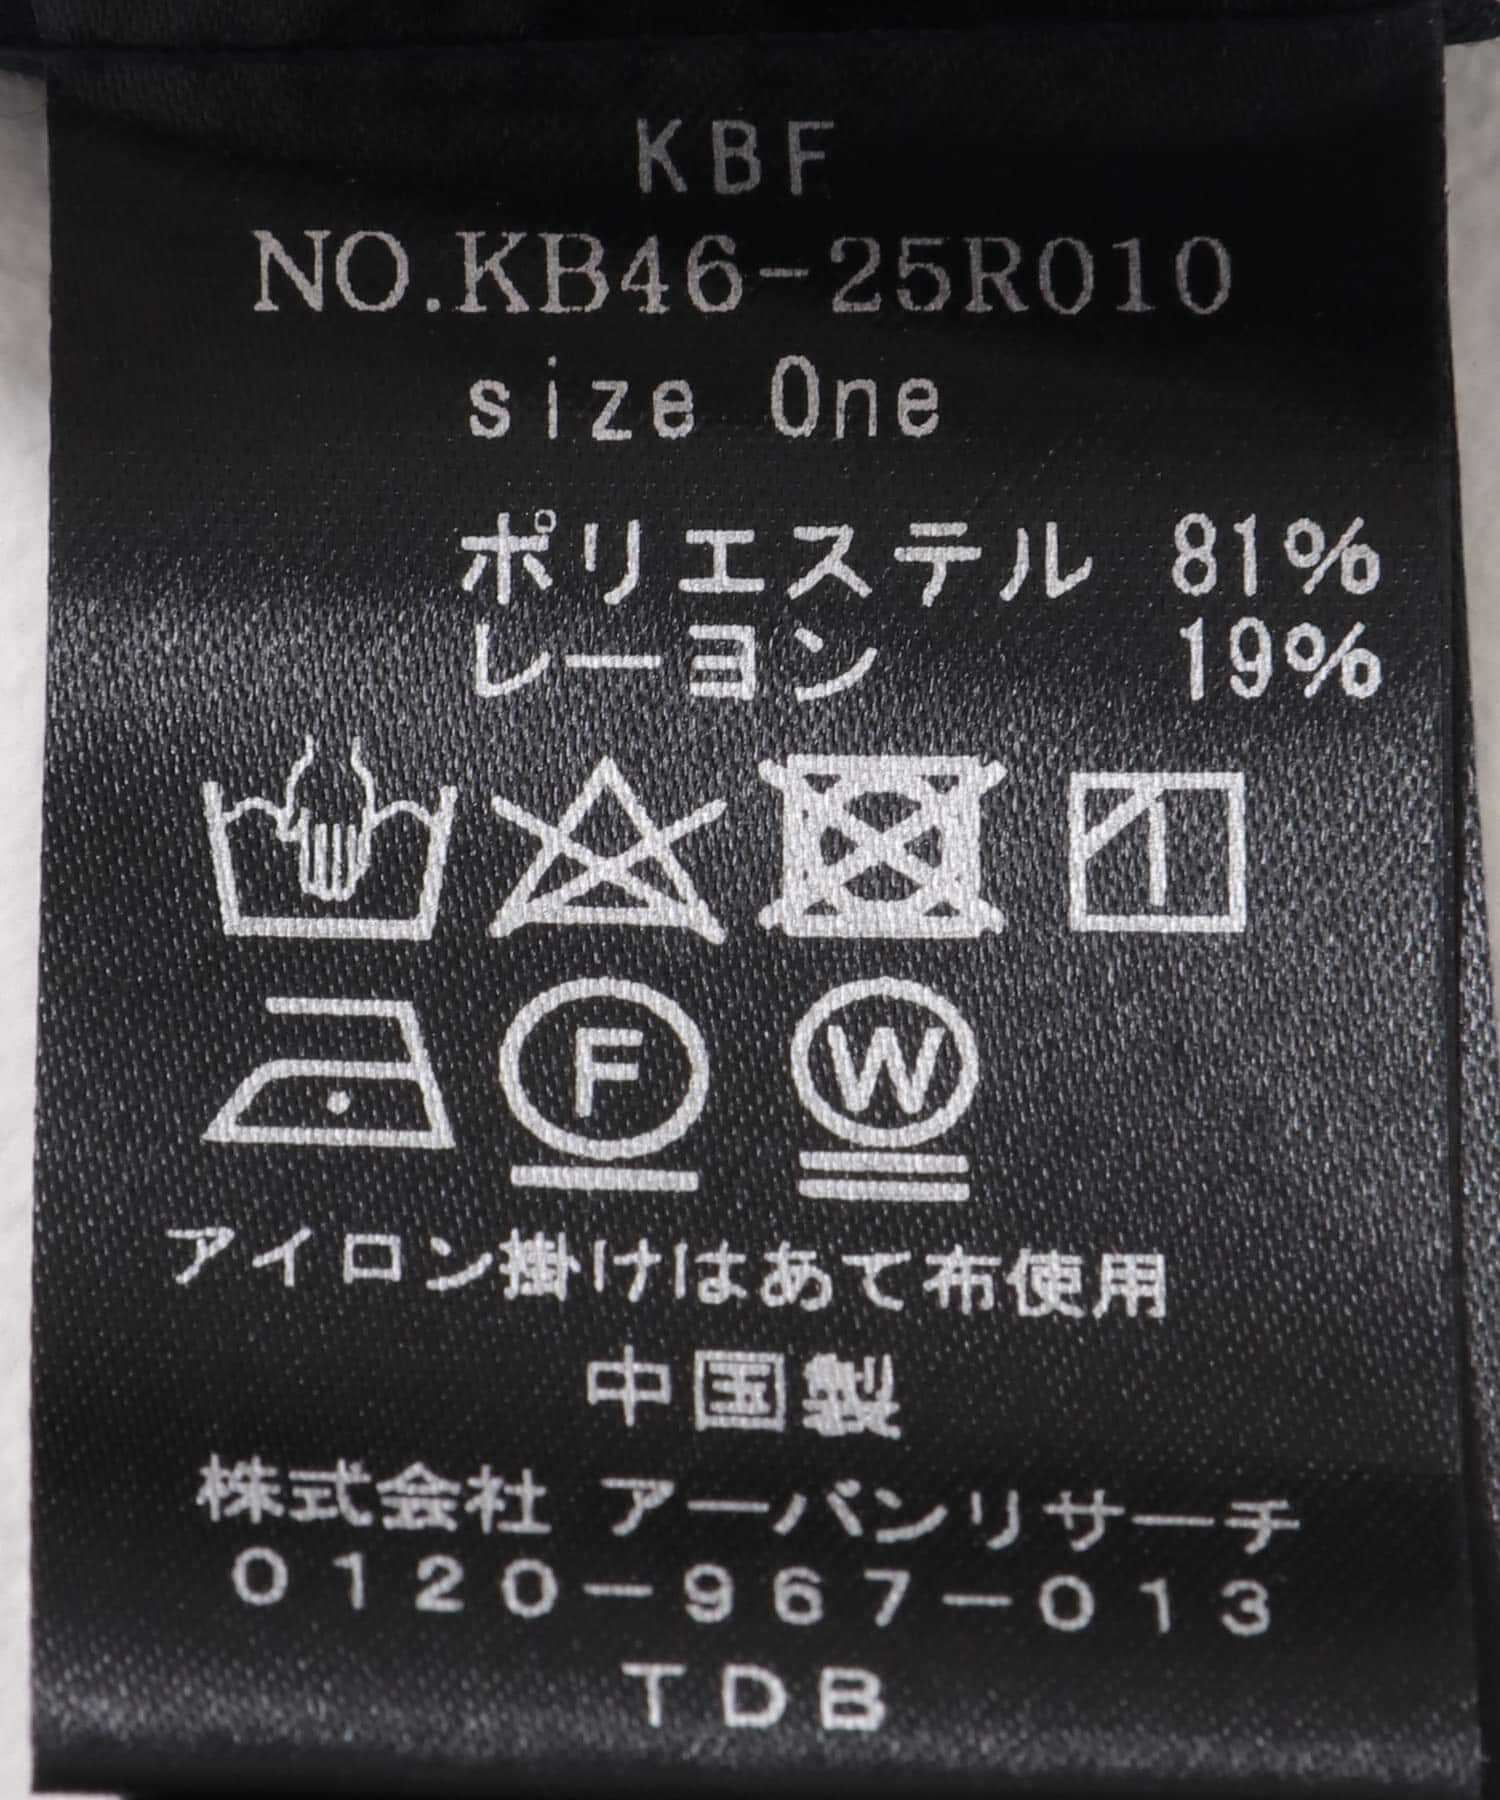 KBF
NO.KB46-25R010
size One
ポリエステル 81%
レーヨン 19%
F W
アイロン掛けはあて布使用
中国製
株式会社 アーバンリサーチ
0120-967-013
TDB